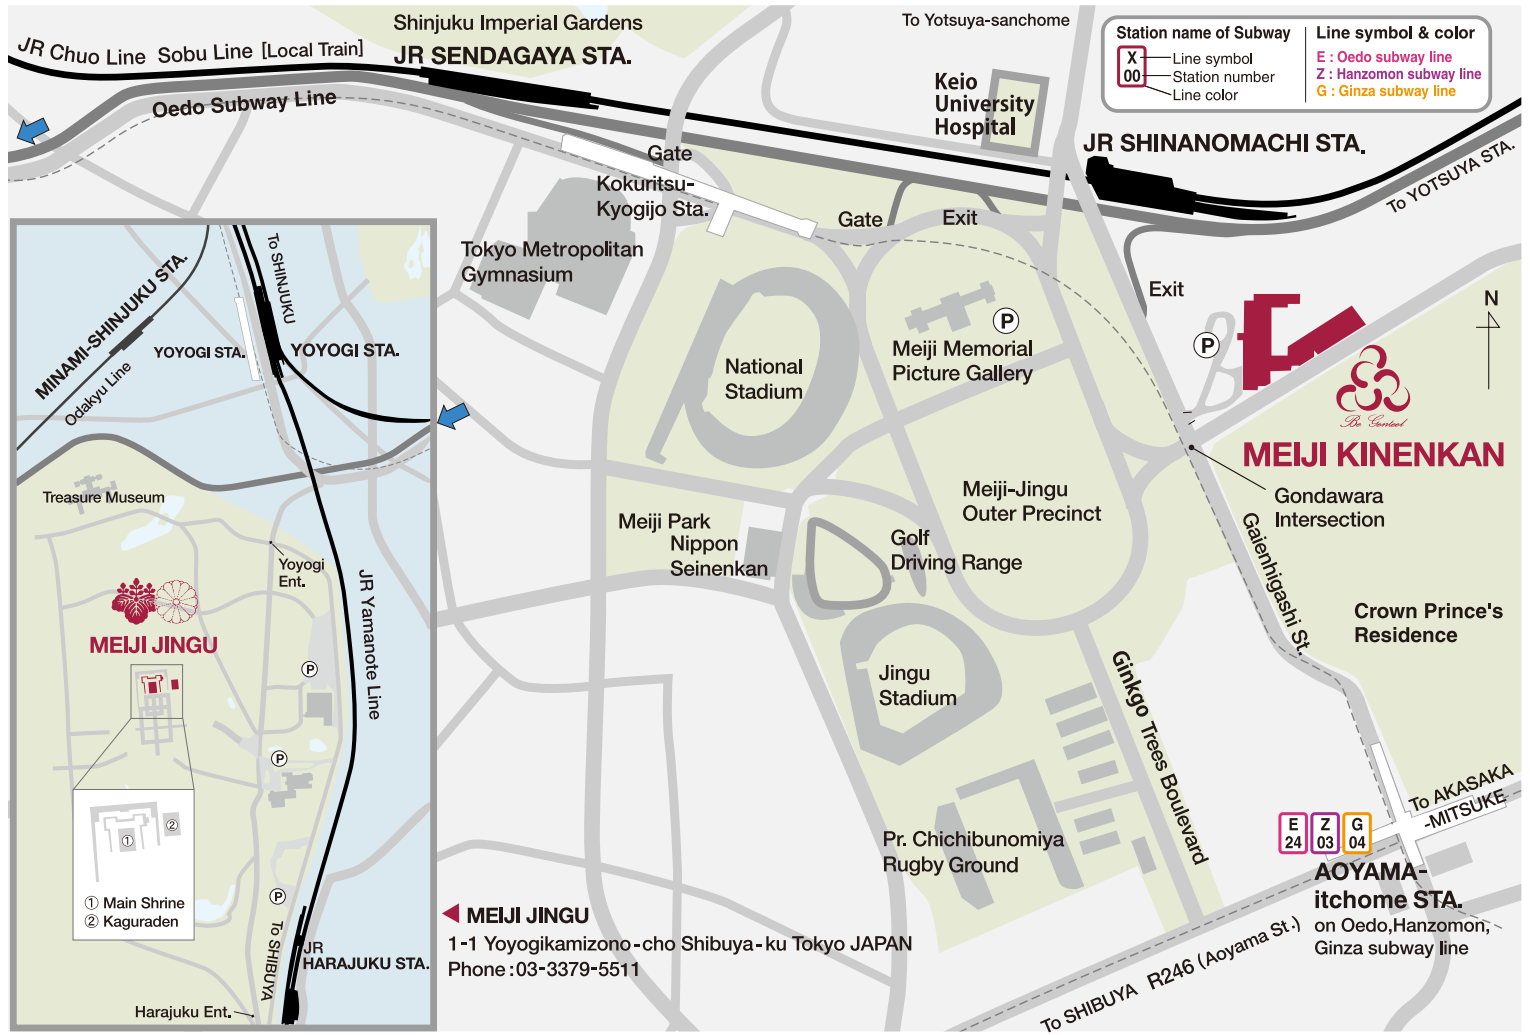 Shinjuku Imperial Gardens
JR SENDAGAYA STA.
To Yotsuya-sanchome
JR Chuo Line Sobu Line [Local Train]
Oedo Subway Line
Station name of Subway
X
00
Line symbol
Station number
Line color
Line symbol & color
E : Oedo subway line
Z : Hanzomon subway line
G : Ginza subway line
Keio
University
Hospital
JR SHINANOMACHI STA.
To YOTSUYA STA.
Gate
Kokuritsu-
Kyogijo Sta.
Gate
Exit
Tokyo Metropolitan
Gymnasium
Exit
P
P
N
National
Stadium
Meiji Memorial
Picture Gallery
Be Genteel
MEIJI KINENKAN
Gondawara
Intersection
Meiji-Jingu
Outer Precinct
Meiji Park
Nippon
Seinenkan
Golf
Driving Range
Gaienhigashi St.
Crown Prince's
Residence
Jingu
Stadium
Ginkgo Trees Boulevard
Pr. Chichibunomiya
Rugby Ground
To AKASAKA
-MITSUKE
E
24
Z
03
G
04
AOYAMA-
itchome STA.
on Oedo,Hanzomon,
Ginza subway line
To SHIBUYA R246 (Aoyama St.)
To SHINJUKU
MINAMI-SHINJUKU STA.
Odakyu Line
YOYOGI STA.
YOYOGI STA.
Treasure Museum
Yoyogi
Ent.
JR Yamanote Line
MEIJI JINGU
P
P
P
①
②
① Main Shrine
② Kaguraden
To SHIBUYA
JR
HARAJUKU STA.
Harajuku Ent.
MEIJI JINGU
1-1 Yoyogikamizono-cho Shibuya-ku Tokyo JAPAN
Phone:03-3379-5511